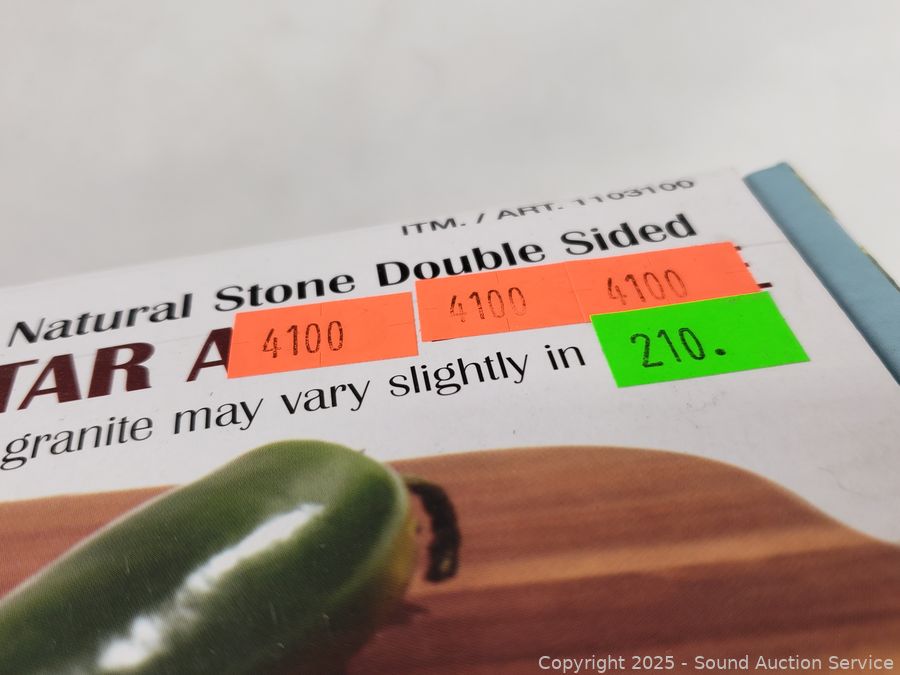 ITM. / ART. 1103100
Natural Stone Double Sided
TAR A
4100
4100
4100
210.
granite may vary slightly in
Copyright 2025 - Sound Auction Service